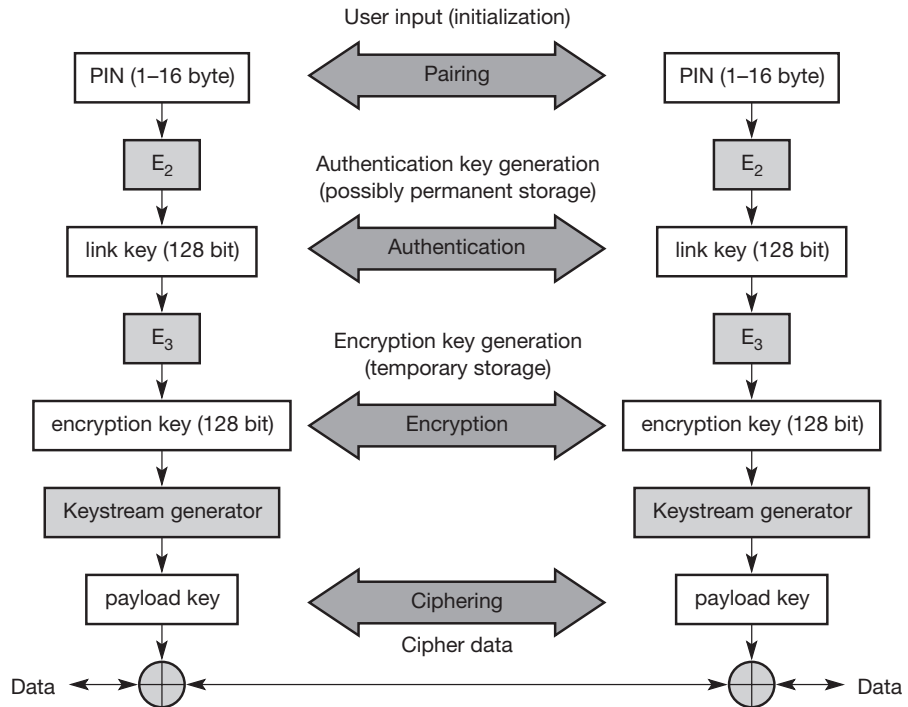 User input (initialization)
PIN (1–16 byte)
Pairing
PIN (1–16 byte)
E2
Authentication key generation
(possibly permanent storage)
E2
link key (128 bit)
Authentication
link key (128 bit)
E3
Encryption key generation
(temporary storage)
E3
encryption key (128 bit)
Encryption
encryption key (128 bit)
Keystream generator
Keystream generator
payload key
Ciphering
payload key
Cipher data
Data
Data